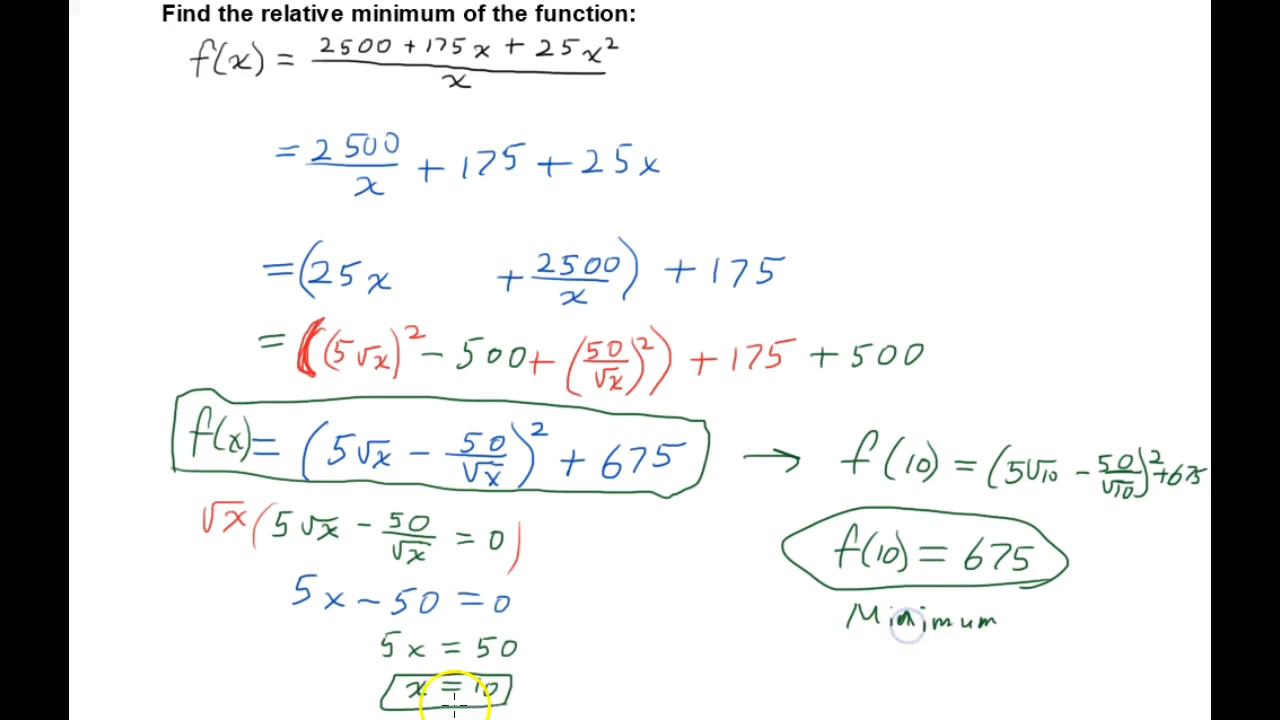 Find the relative minimum of the function:
f(x) = (2500 + 175x + 25x²)/x
= 2500/x + 175 + 25x
= (25x + 2500/x) + 175
= ((5√x)² - 500 + (50/√x)²) + 175 + 500
f(x) = (5√x - 50/√x)² + 675 → f(10) = (5√10 - 50/√10)² + 675
√x(5√x - 50/√x = 0)
f(10) = 675
5x - 50 = 0
Minimum
5x = 50
x = 10